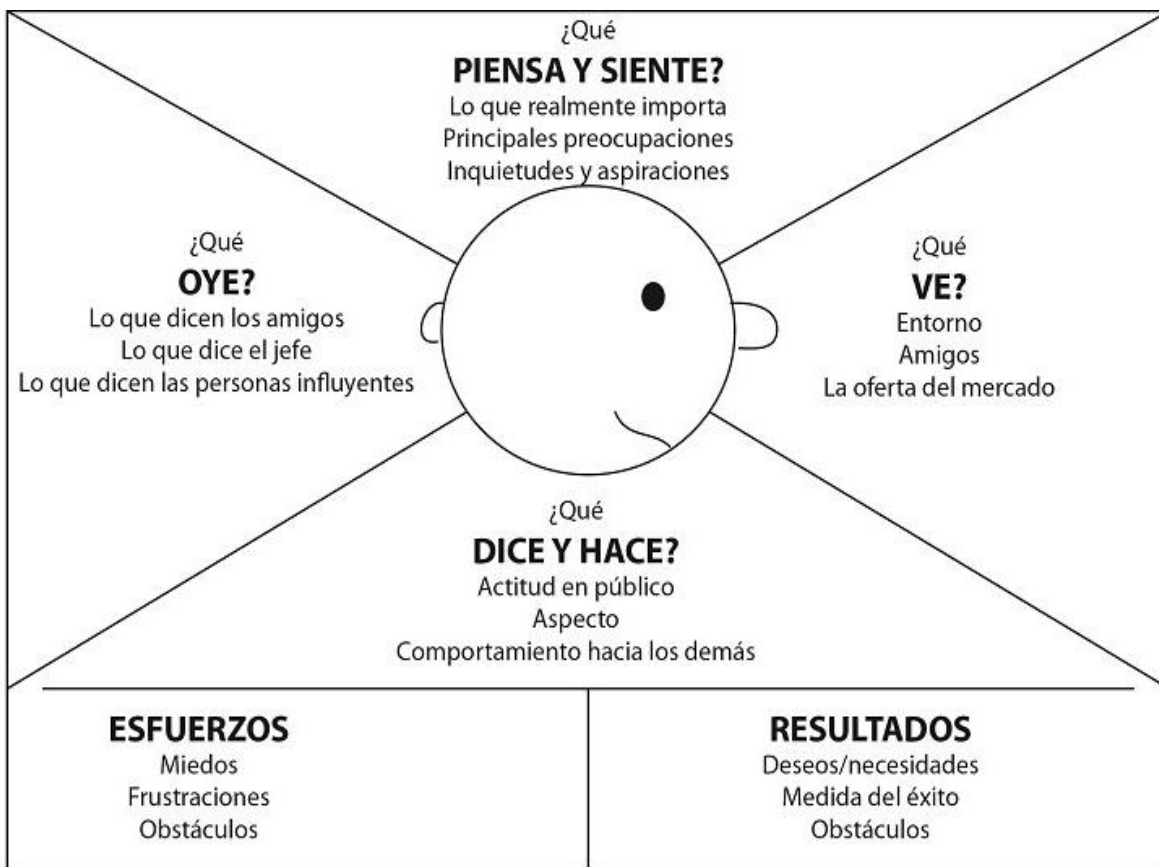 ¿Qué
PIENSA Y SIENTE?
Lo que realmente importa
Principales preocupaciones
Inquietudes y aspiraciones
¿Qué
OYE?
Lo que dicen los amigos
Lo que dice el jefe
Lo que dicen las personas influyentes
¿Qué
VE?
Entorno
Amigos
La oferta del mercado
¿Qué
DICE Y HACE?
Actitud en público
Aspecto
Comportamiento hacia los demás
ESFUERZOS
Miedos
Frustraciones
Obstáculos
RESULTADOS
Deseos/necesidades
Medida del éxito
Obstáculos